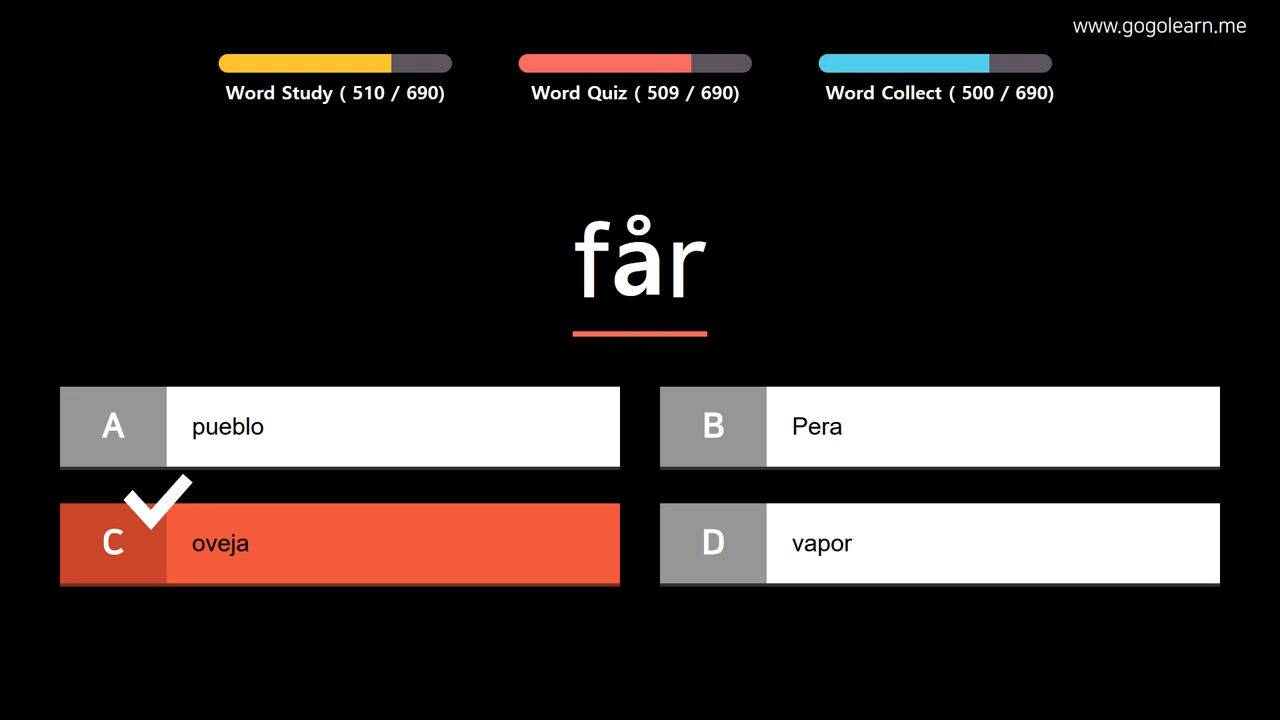 www.gogolearn.me
Word Study ( 510 / 690)
Word Quiz ( 509 / 690)
Word Collect ( 500 / 690)
får
A pueblo
B Pera
C oveja
D vapor